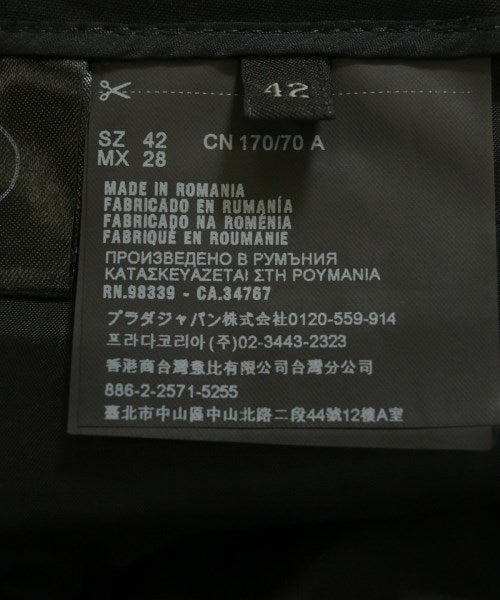 42
SZ 42 CN 170/70 A
MX 28
MADE IN ROMANIA
FABRICADO EN RUMANÍA
FABRICADO NA ROMÉNIA
FABRIQUÉ EN ROUMANIE
ПРОИЗВЕДЕНО В РУМЪНИЯ
ΚΑΤΑΣΚΕΥΑΖΕΤΑΙ ΣΤΗ ΡΟΥΜΑΝΙΑ
RN.98339 - CA.34767
プラダジャパン株式会社0120-559-914
프라다코리아(주)02-3443-2323
香港商台灣壹比有限公司台灣分公司
886-2-2571-5255
臺北市中山區中山北路二段44號12樓A室